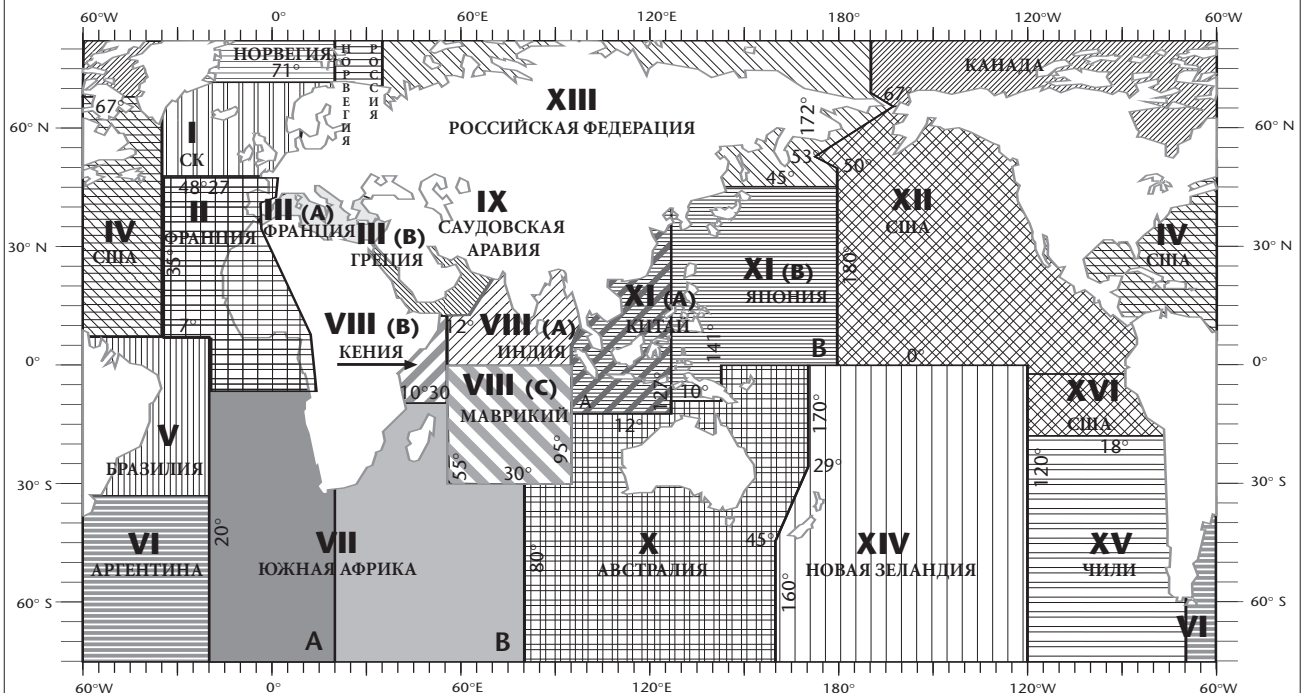 60°W 0° 60°E 120°E 180° 120°W 60°W
НОРВЕГИЯ
71°
НОРВЕГИЯ
РОССИЯ
КАНАДА
67°
67°
XIII
РОССИЙСКАЯ ФЕДЕРАЦИЯ
172°
60° N
60° N
I
СК
53°
50°
45°
48°27
II
ФРАНЦИЯ
III (A)
ФРАНЦИЯ
III (B)
ГРЕЦИЯ
IX
САУДОВСКАЯ
АРАВИЯ
XII
США
IV
США
IV
США
30° N
30° N
35°
180°
XI (B)
ЯПОНИЯ
XI (A)
КИТАЙ
7°
VIII (B)
КЕНИЯ
12°
VIII (A)
ИНДИЯ
141°
B
0°
0°
0°
10°30
VIII (C)
МАВРИКИЙ
A
127°
10°
12°
XVI
США
18°
170°
V
БРАЗИЛИЯ
55°
30°
95°
29°
120°
30° S
30° S
VI
АРГЕНТИНА
20°
VII
ЮЖНАЯ АФРИКА
80°
X
АВСТРАЛИЯ
45°
160°
XIV
НОВАЯ ЗЕЛАНДИЯ
XV
ЧИЛИ
60° S
60° S
A
B
VI
60°W 0° 60°E 120°E 180° 120°W 60°W